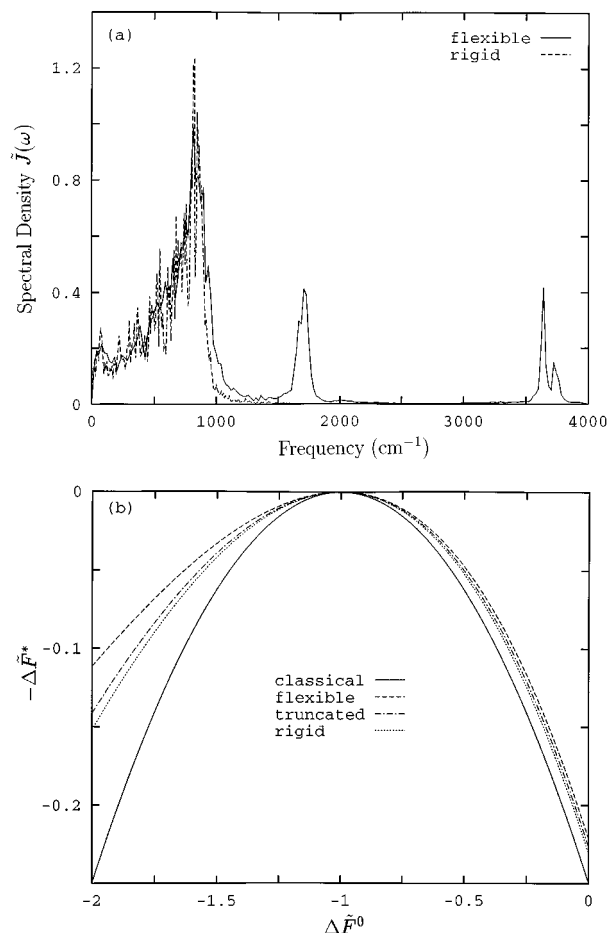 (a)
flexible
rigid
1.2
0.8
0.4
0
Spectral Density J̃(ω)
0 1000 2000 3000 4000
Frequency (cm⁻¹)
(b)
0
-0.1
-0.2
−ΔF̃*
classical
flexible
truncated
rigid
-2 -1.5 -1 -0.5 0
ΔF̃⁰